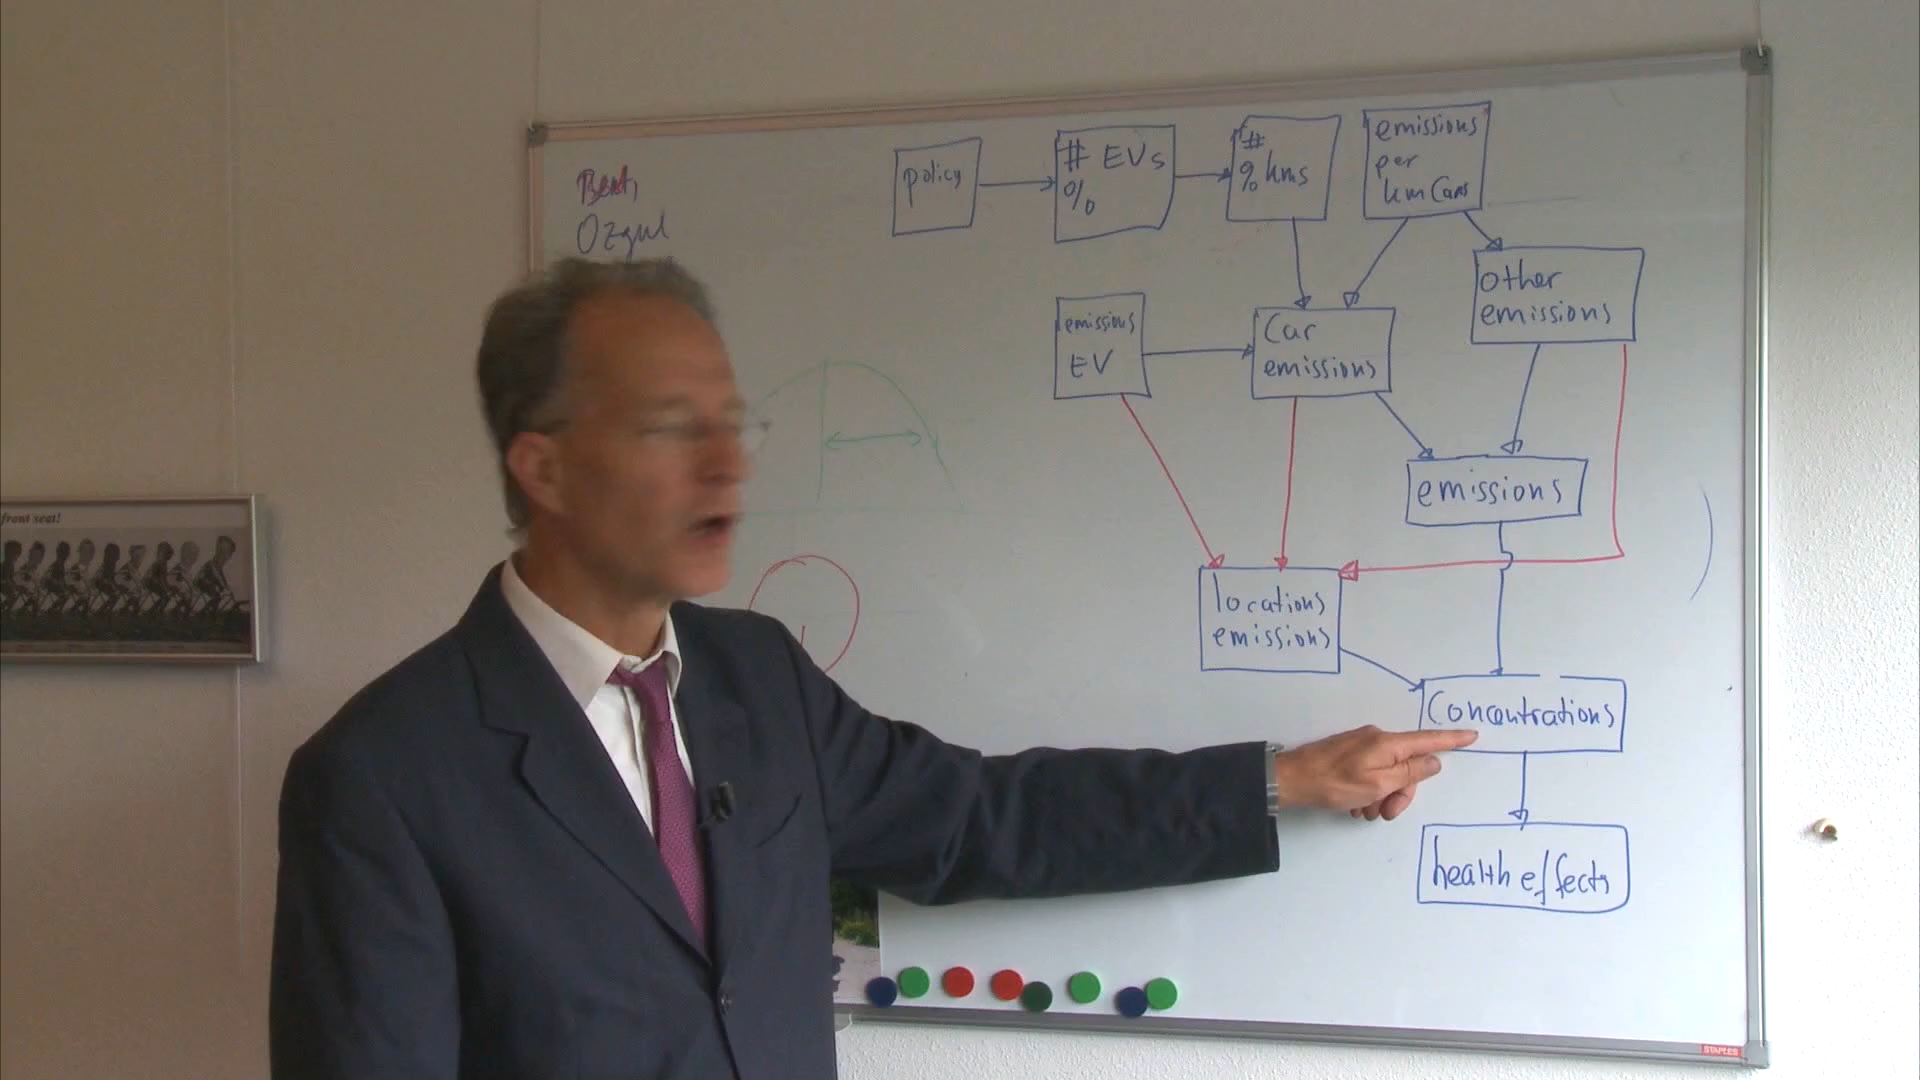 front seat!
Ozgul
policy
# EVs
%
#
% kms
emissions
per
km Cars
other
emissions
emissions
EV
Car
emissions
emissions
locations
emissions
Concentrations
health effects
STAPLES